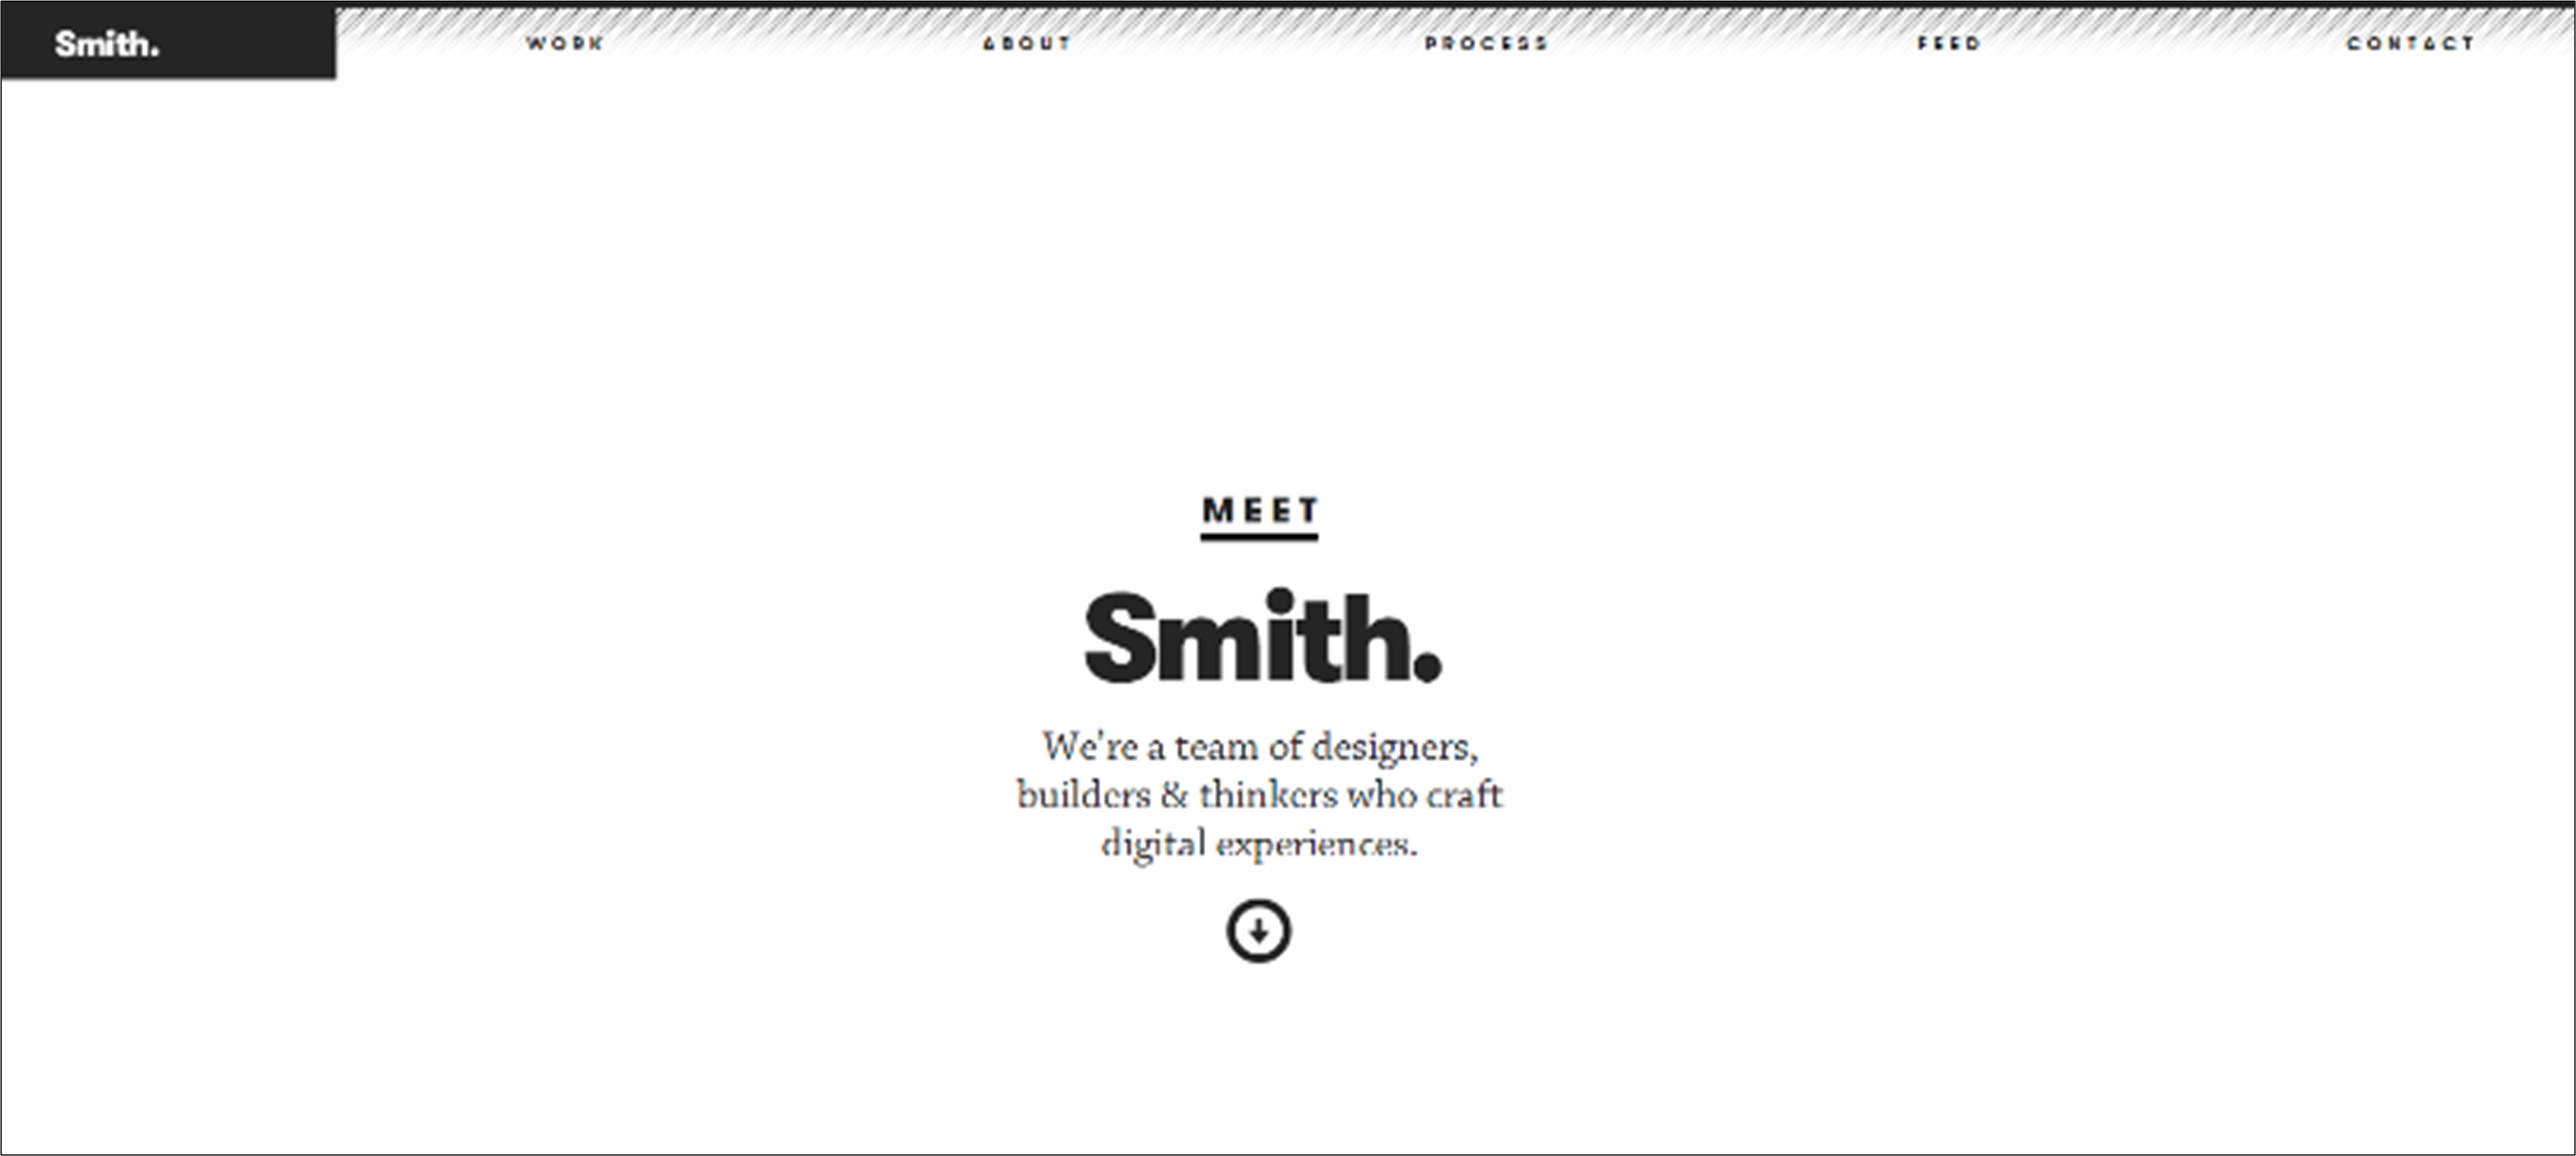 Smith.
WORK
ABOUT
PROCESS
FEED
CONTACT
MEET
Smith.
We're a team of designers,
builders & thinkers who craft
digital experiences.